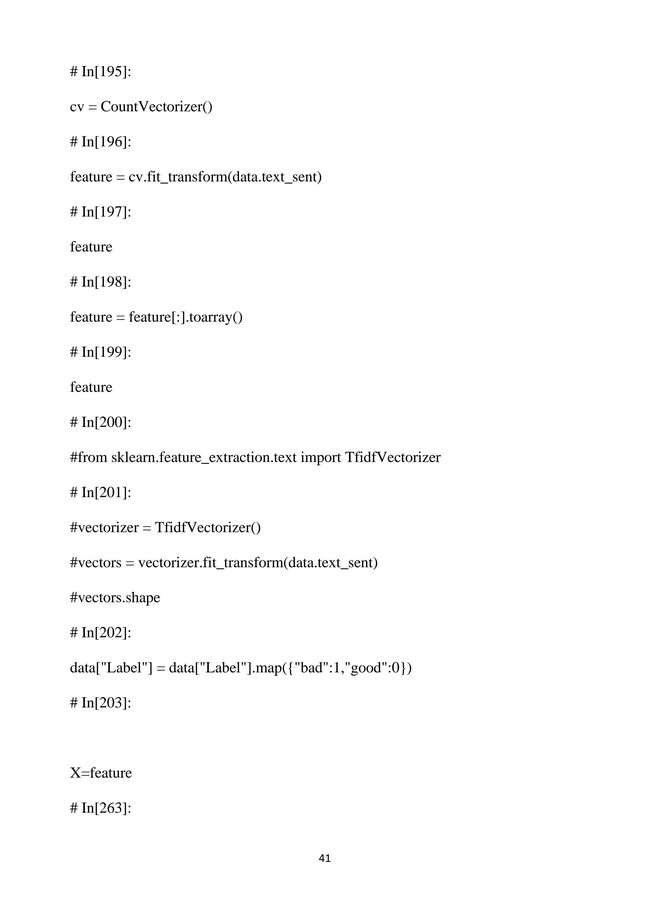 # In[195]:
cv = CountVectorizer()
# In[196]:
feature = cv.fit_transform(data.text_sent)
# In[197]:
feature
# In[198]:
feature = feature[:].toarray()
# In[199]:
feature
# In[200]:
#from sklearn.feature_extraction.text import TfidfVectorizer
# In[201]:
#vectorizer = TfidfVectorizer()
#vectors = vectorizer.fit_transform(data.text_sent)
#vectors.shape
# In[202]:
data["Label"] = data["Label"].map({"bad":1,"good":0})
# In[203]:
X=feature
# In[263]:
41